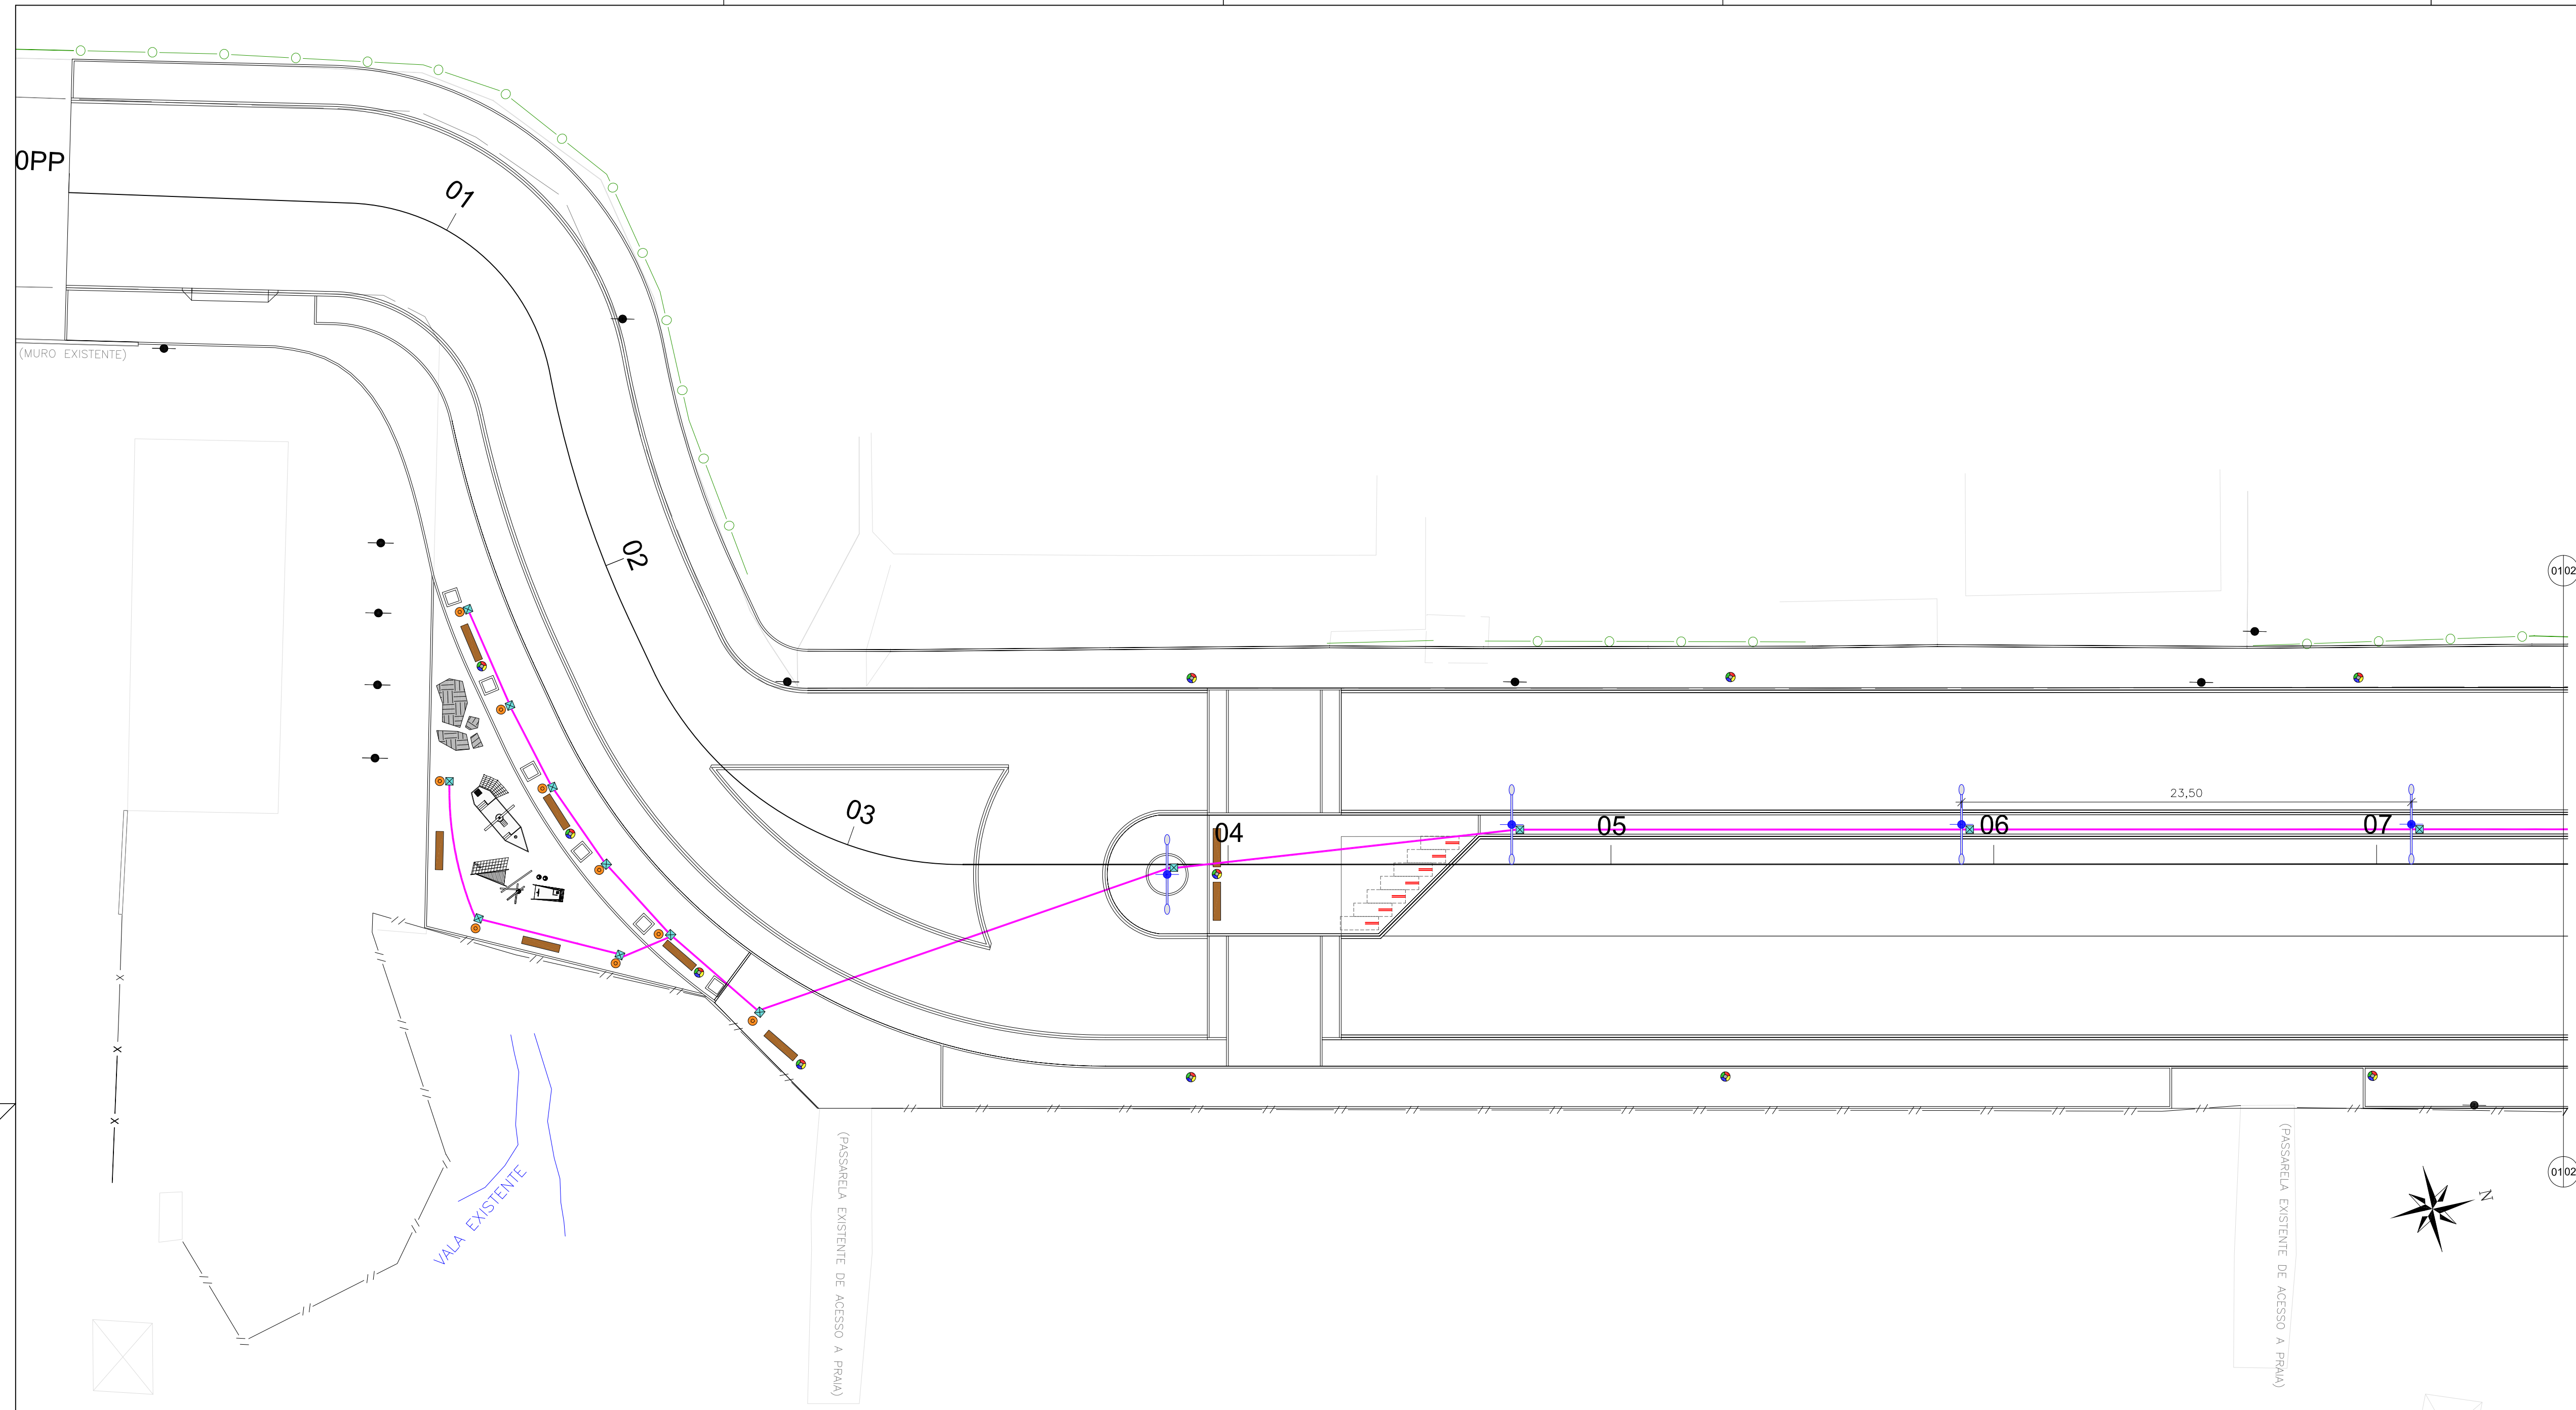 0PP
01
(MURO EXISTENTE)
02
0102
23,50
03
04
05
06
07
VALA EXISTENTE
(PASSARELA EXISTENTE DE ACESSO A PRAIA)
(PASSARELA EXISTENTE DE ACESSO A PRAIA)
0102
N